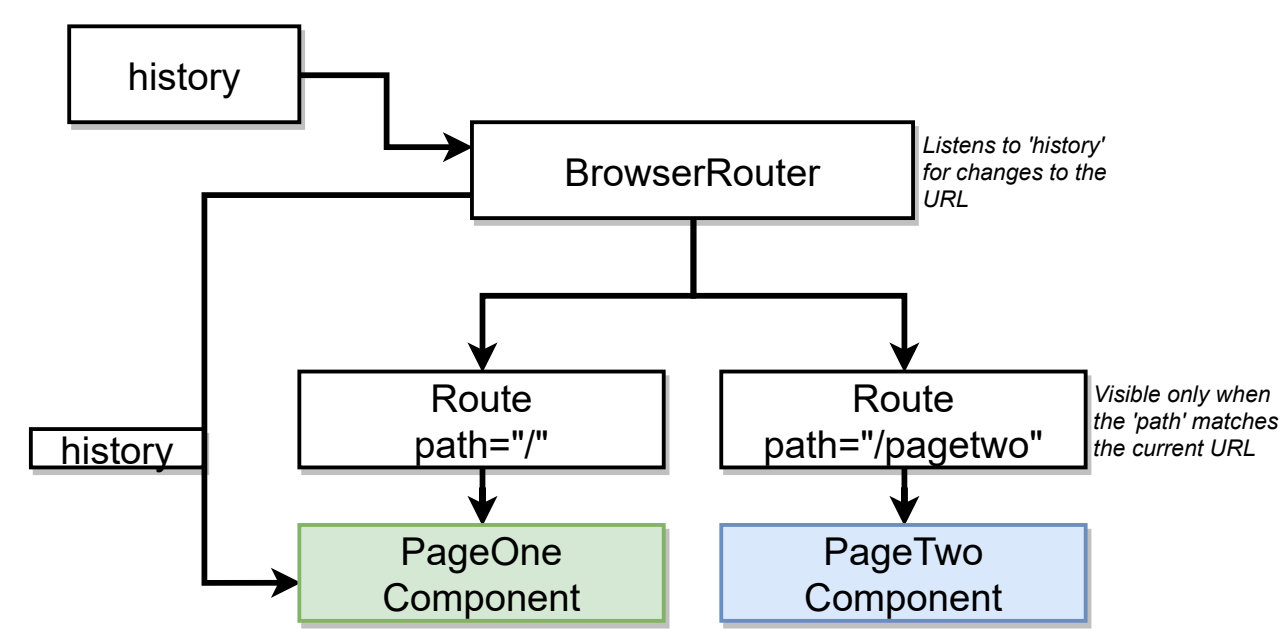 history
BrowserRouter
Listens to 'history'
for changes to the
URL
Route
path="/"
Route
path="/pagetwo"
Visible only when
the 'path' matches
the current URL
history
PageOne
Component
PageTwo
Component